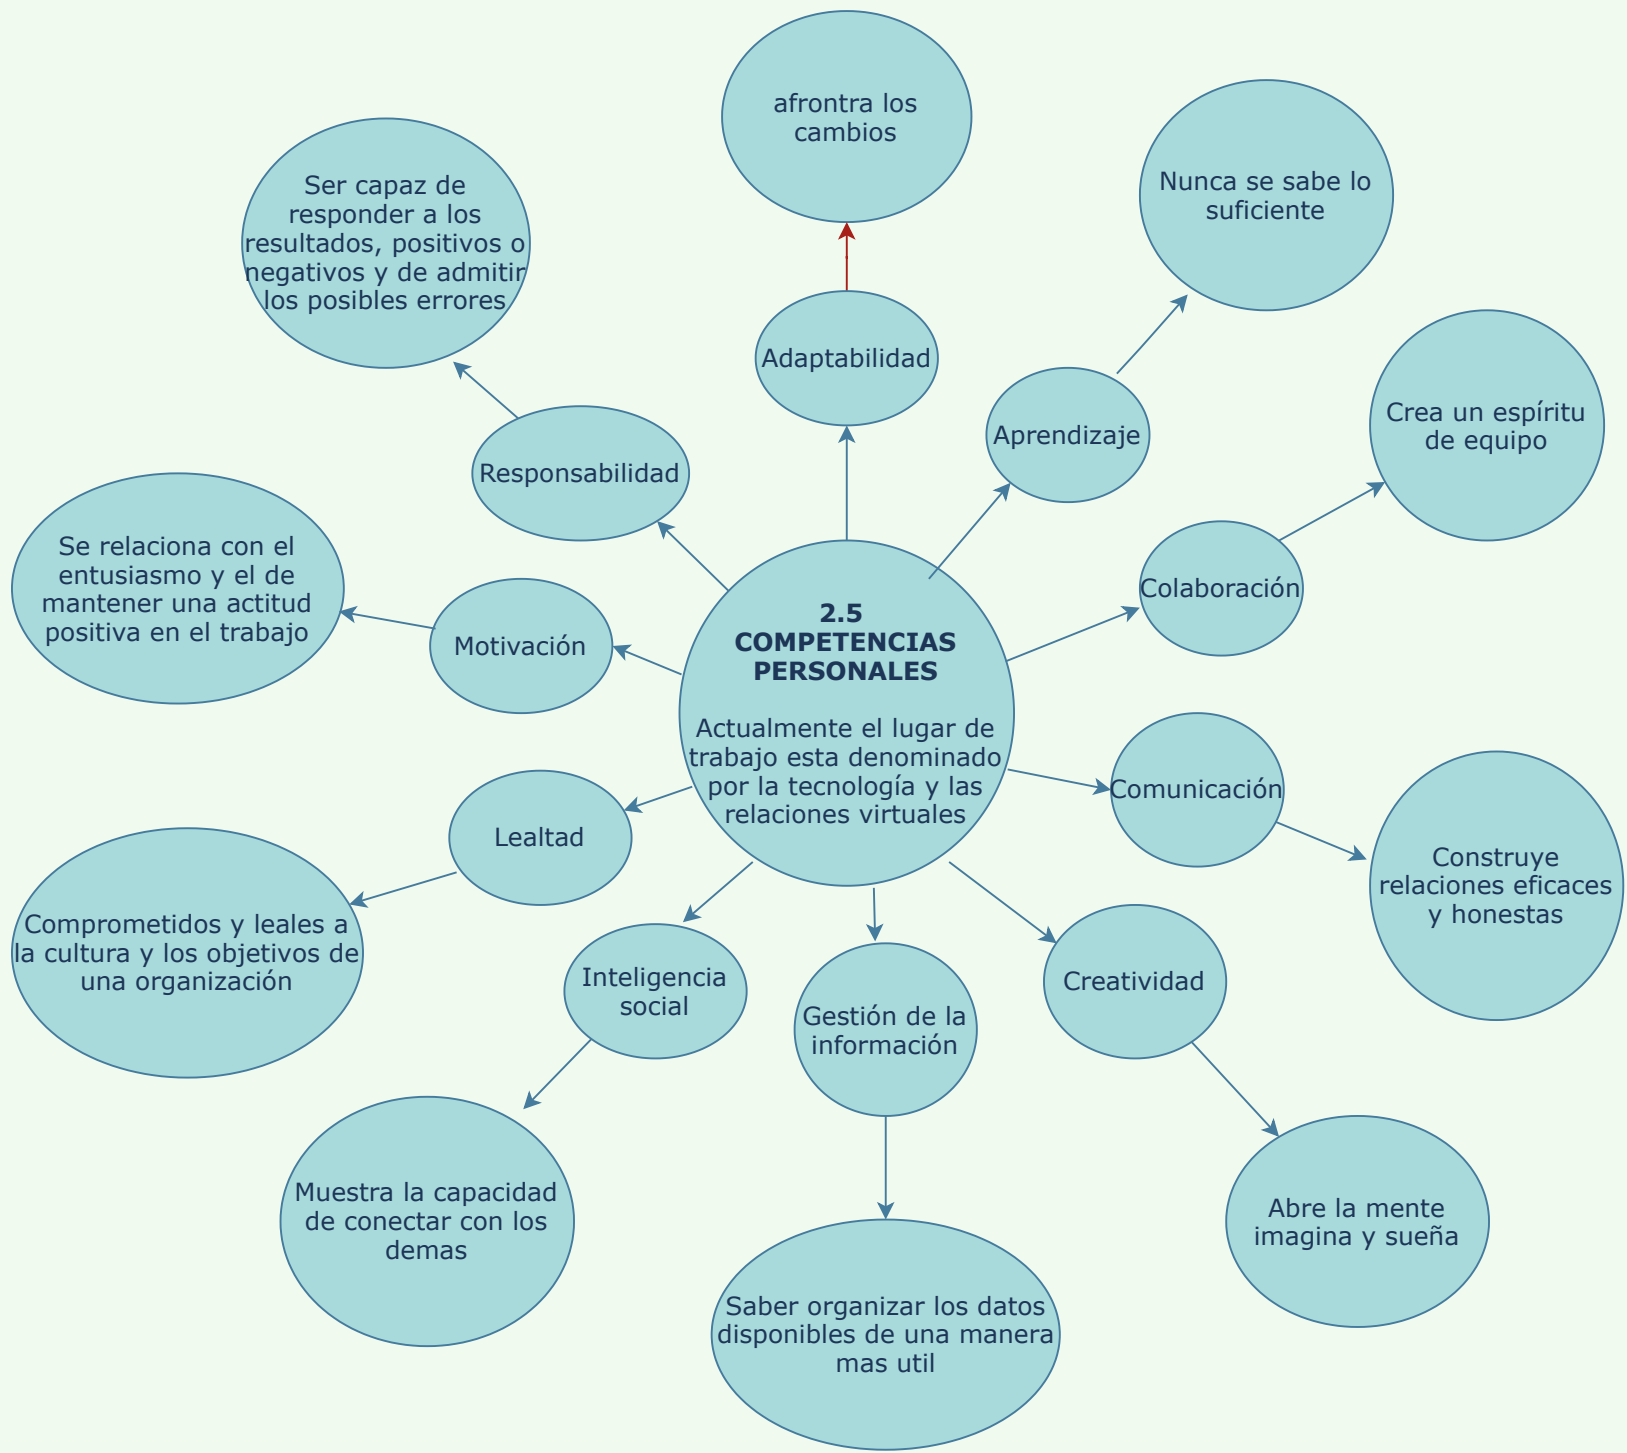 2.5
COMPETENCIAS
PERSONALES
Actualmente el lugar de
trabajo esta denominado
por la tecnología y las
relaciones virtuales
Adaptabilidad
afrontra los
cambios
Aprendizaje
Nunca se sabe lo
suficiente
Colaboración
Crea un espíritu
de equipo
Comunicación
Construye
relaciones eficaces
y honestas
Creatividad
Abre la mente
imagina y sueña
Gestión de la
información
Saber organizar los datos
disponibles de una manera
mas util
Inteligencia
social
Muestra la capacidad
de conectar con los
demas
Lealtad
Comprometidos y leales a
la cultura y los objetivos de
una organización
Motivación
Se relaciona con el
entusiasmo y el de
mantener una actitud
positiva en el trabajo
Responsabilidad
Ser capaz de
responder a los
resultados, positivos o
negativos y de admitir
los posibles errores